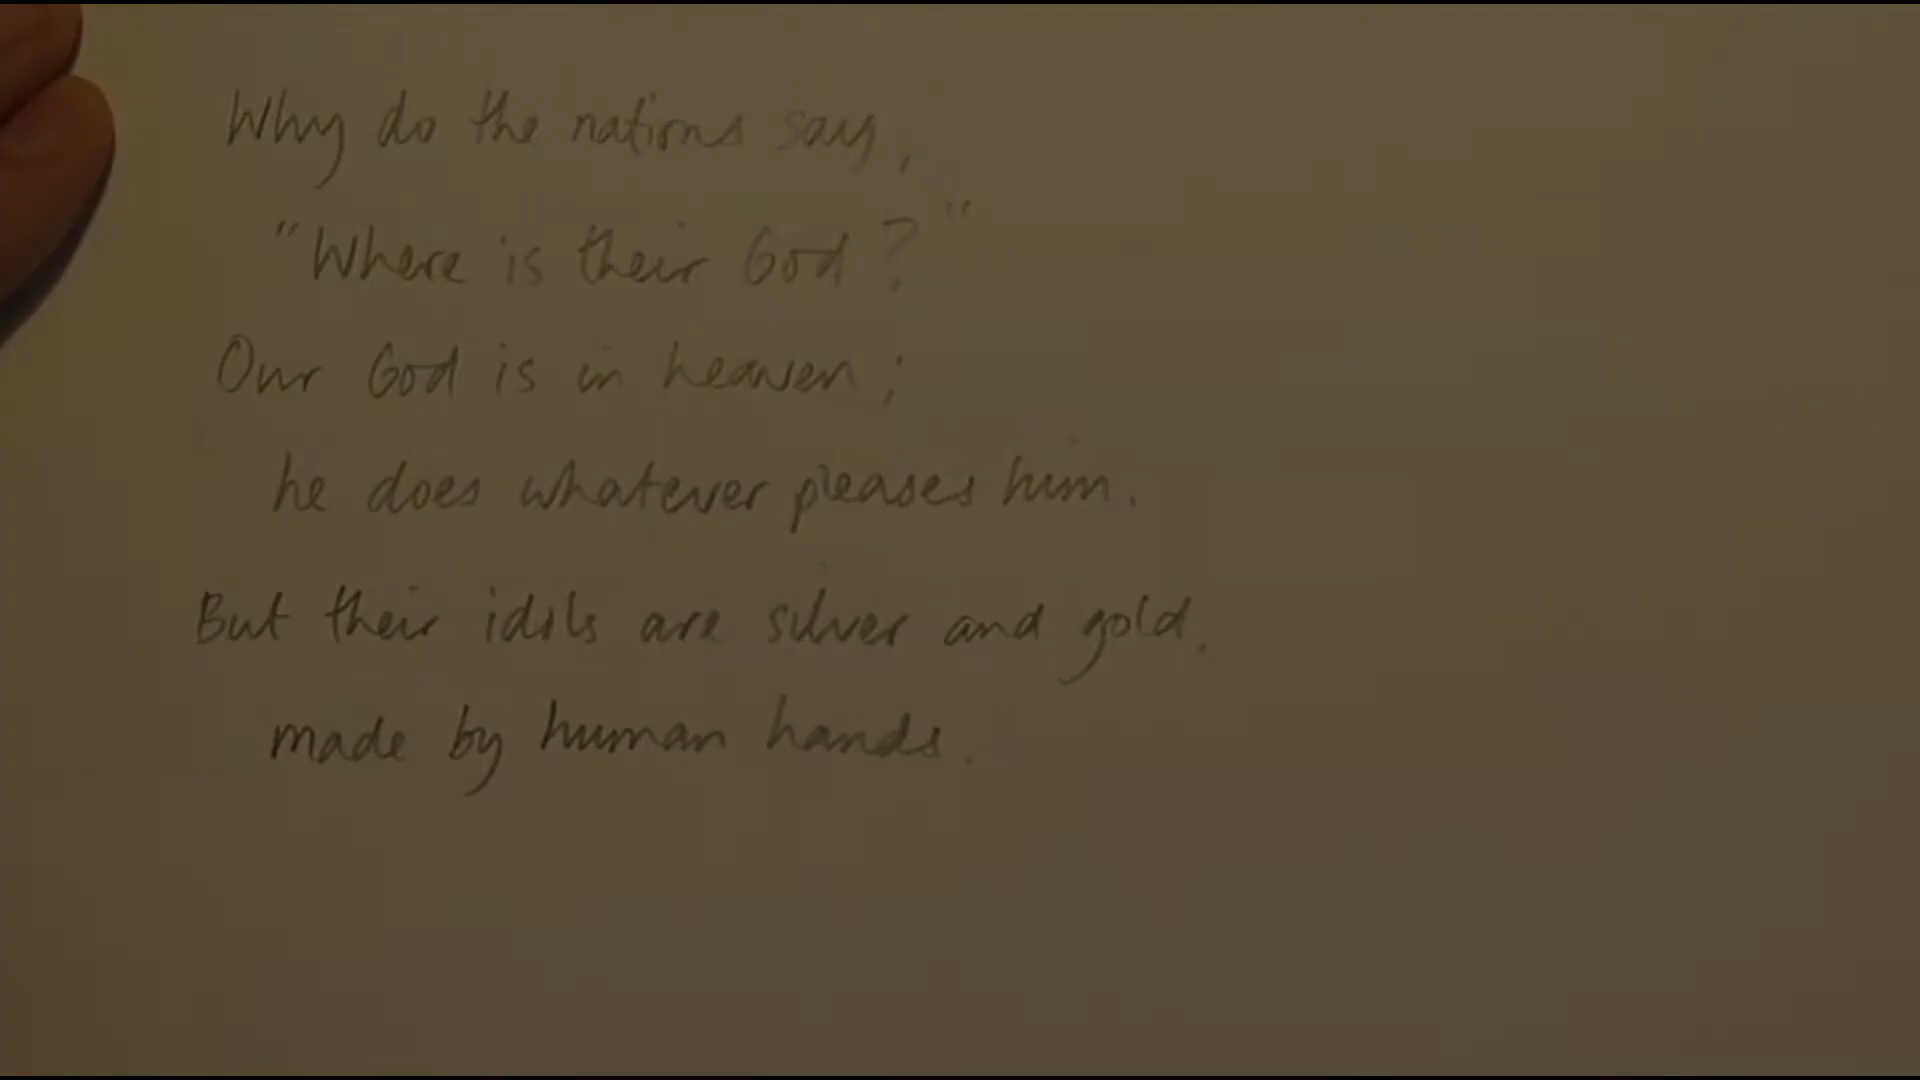 Why do the nations say,
"Where is their God?"
Our God is in heaven;
he does whatever pleases him.
But their idols are silver and gold,
made by human hands.